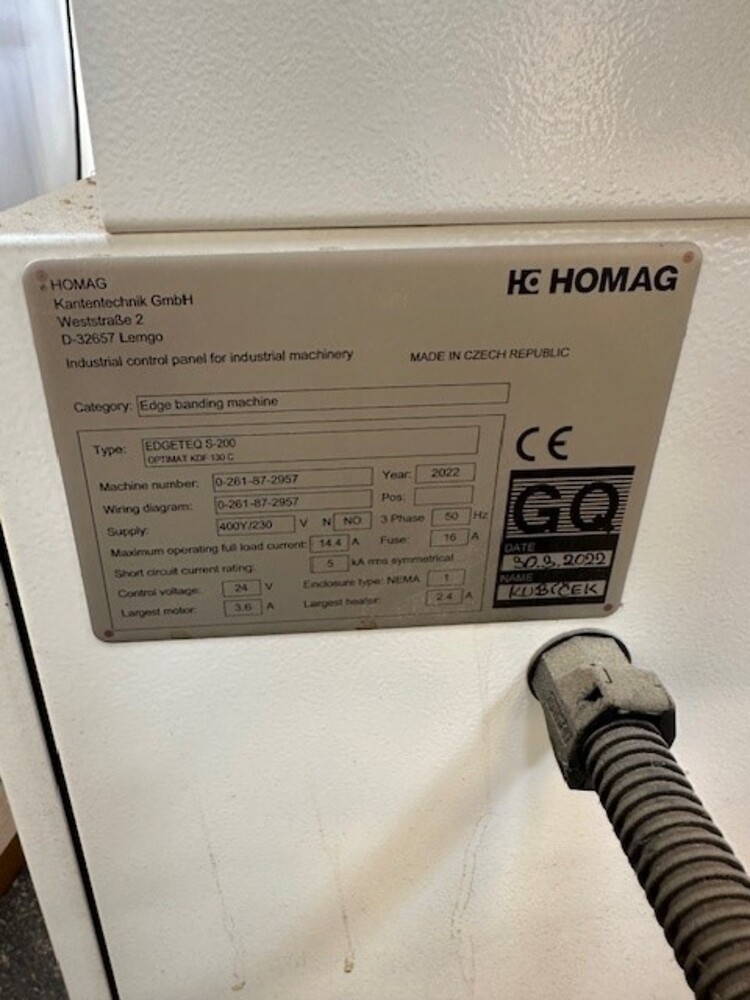 HOMAG
Kantentechnik GmbH
Weststraße 2
D-32657 Lemgo
HOMAG
Industrial control panel for industrial machinery MADE IN CZECH REPUBLIC
Category: Edge banding machine
Type: EDGETEQ S-200
OPTIMAT KDF 130 C
Machine number: 0-261-87-2957 Year: 2022
Wiring diagram: 0-261-87-2957 Pos:
Supply: 400Y/230 V N NO 3 Phase 50 Hz
Maximum operating full load current: 14.4 A Fuse: 16 A
Short circuit current rating: 5 kA rms symmetrical
Control voltage: 24 V Enclosure type: NEMA 1
Largest motor: 3.6 A Largest heater: 2.4 A
CE
GQ
DATE
30.3.2022
NAME
KUBÍČEK